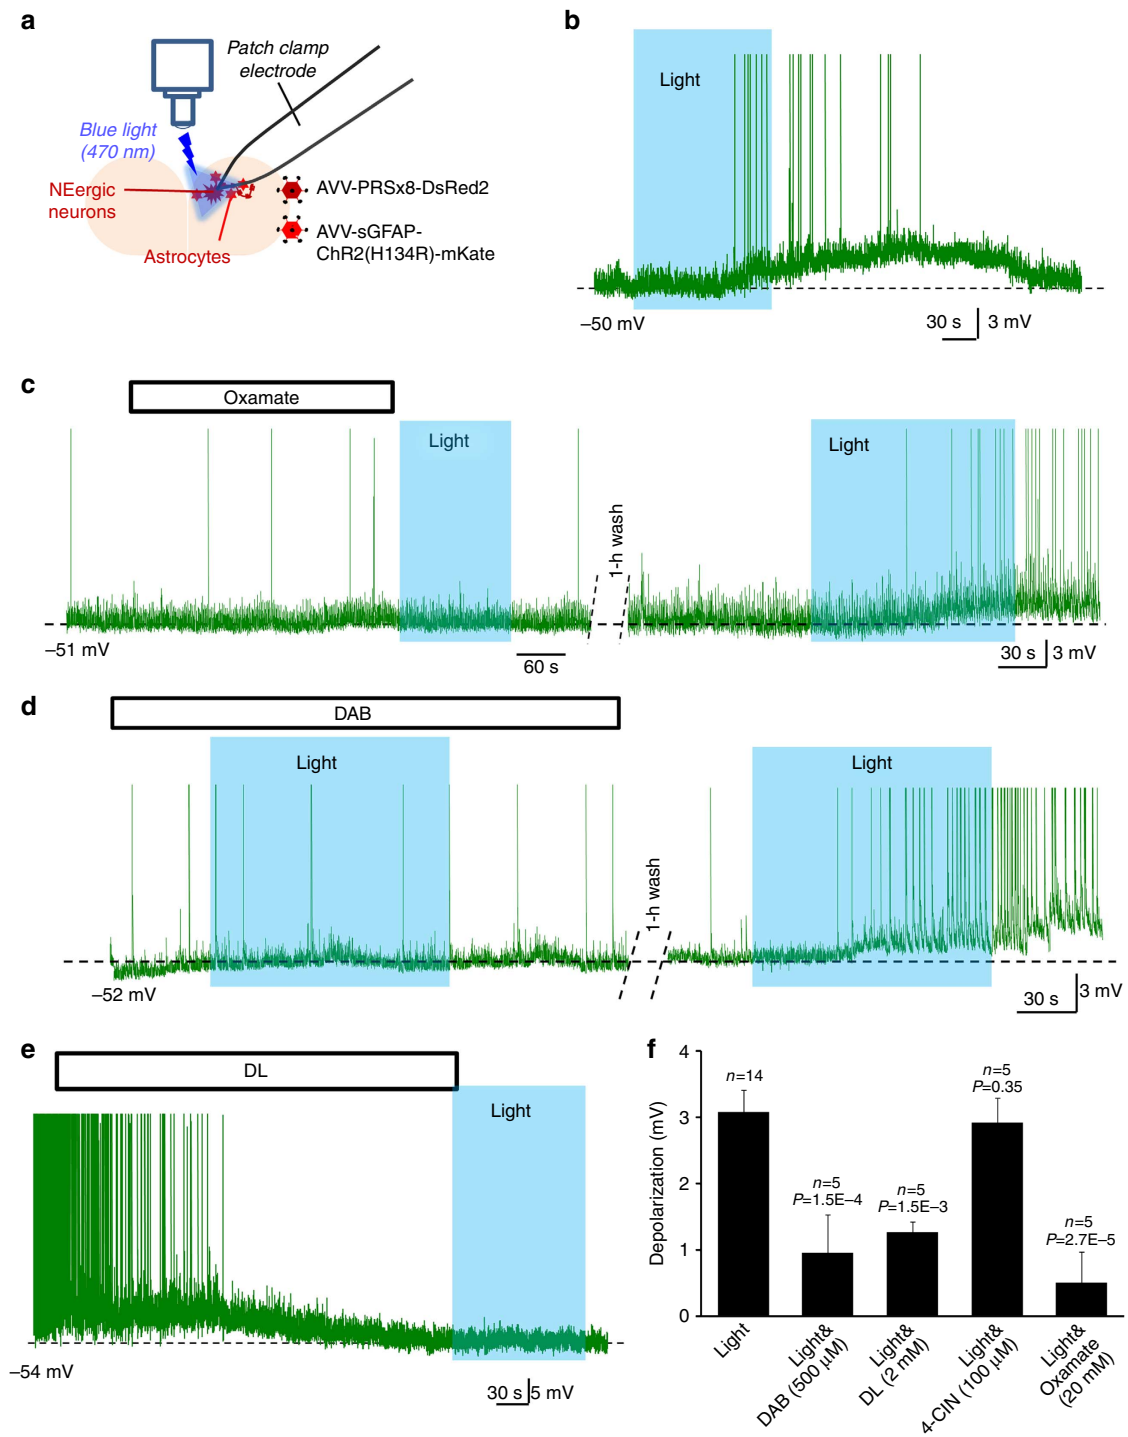 a
Patch clamp
electrode
Blue light
(470 nm)
NEergic
neurons
Astrocytes
AVV-PRSx8-DsRed2
AVV-sGFAP-
ChR2(H134R)-mKate
b
Light
–50 mV
30 s
3 mV
c
Oxamate
Light
Light
1-h wash
–51 mV
60 s
30 s
3 mV
d
DAB
Light
Light
1-h wash
–52 mV
30 s
3 mV
e
DL
Light
–54 mV
30 s
5 mV
f
Depolarization (mV)
4
3
2
1
0
n=14
n=5
P=1.5E–4
n=5
P=1.5E–3
n=5
P=0.35
n=5
P=2.7E–5
Light
Light&
DAB (500 µM)
Light&
DL (2 mM)
Light&
4-CIN (100 µM)
Light&
Oxamate
(20 mM)